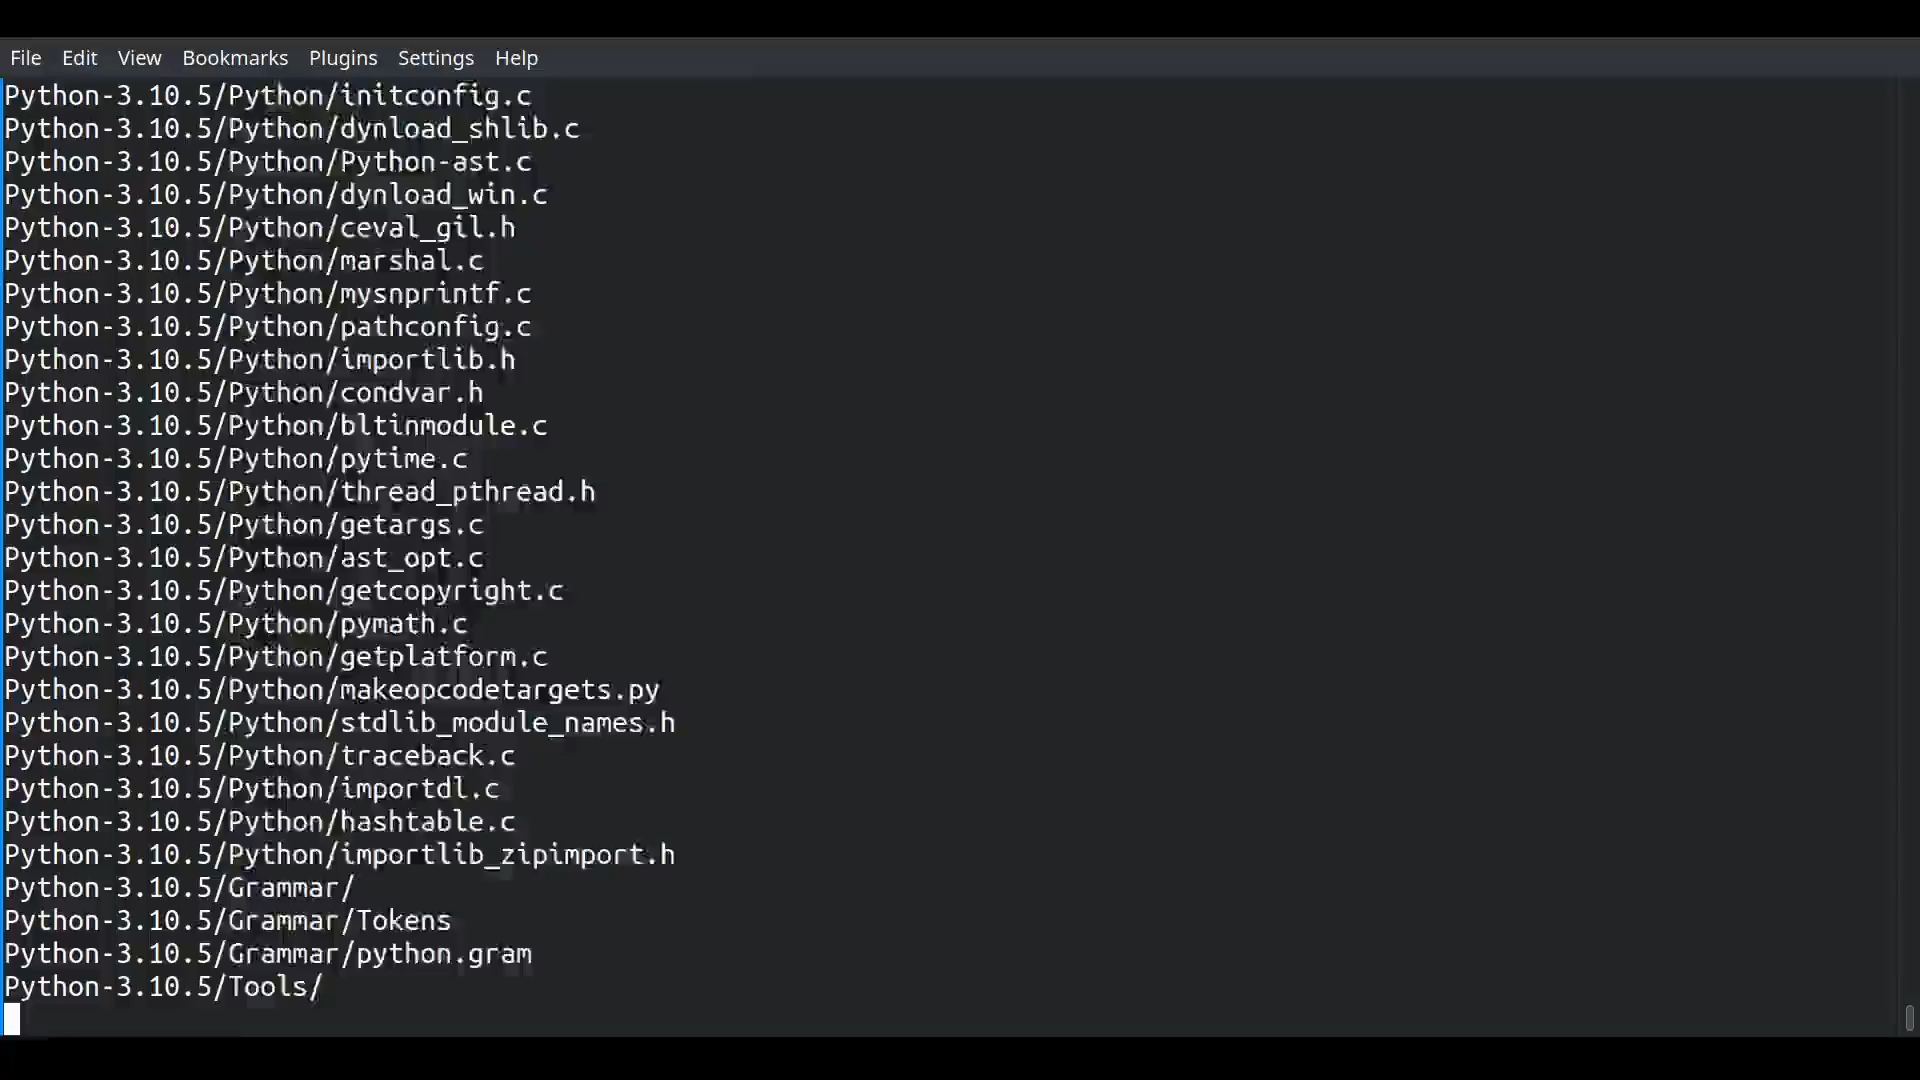 File Edit View Bookmarks Plugins Settings Help
Python-3.10.5/Python/initconfig.c
Python-3.10.5/Python/dynload_shlib.c
Python-3.10.5/Python/Python-ast.c
Python-3.10.5/Python/dynload_win.c
Python-3.10.5/Python/ceval_gil.h
Python-3.10.5/Python/marshal.c
Python-3.10.5/Python/mysnprintf.c
Python-3.10.5/Python/pathconfig.c
Python-3.10.5/Python/importlib.h
Python-3.10.5/Python/condvar.h
Python-3.10.5/Python/bltinmodule.c
Python-3.10.5/Python/pytime.c
Python-3.10.5/Python/thread_pthread.h
Python-3.10.5/Python/getargs.c
Python-3.10.5/Python/ast_opt.c
Python-3.10.5/Python/getcopyright.c
Python-3.10.5/Python/pymath.c
Python-3.10.5/Python/getplatform.c
Python-3.10.5/Python/makeopcodetargets.py
Python-3.10.5/Python/stdlib_module_names.h
Python-3.10.5/Python/traceback.c
Python-3.10.5/Python/importdl.c
Python-3.10.5/Python/hashtable.c
Python-3.10.5/Python/importlib_zipimport.h
Python-3.10.5/Grammar/
Python-3.10.5/Grammar/Tokens
Python-3.10.5/Grammar/python.gram
Python-3.10.5/Tools/